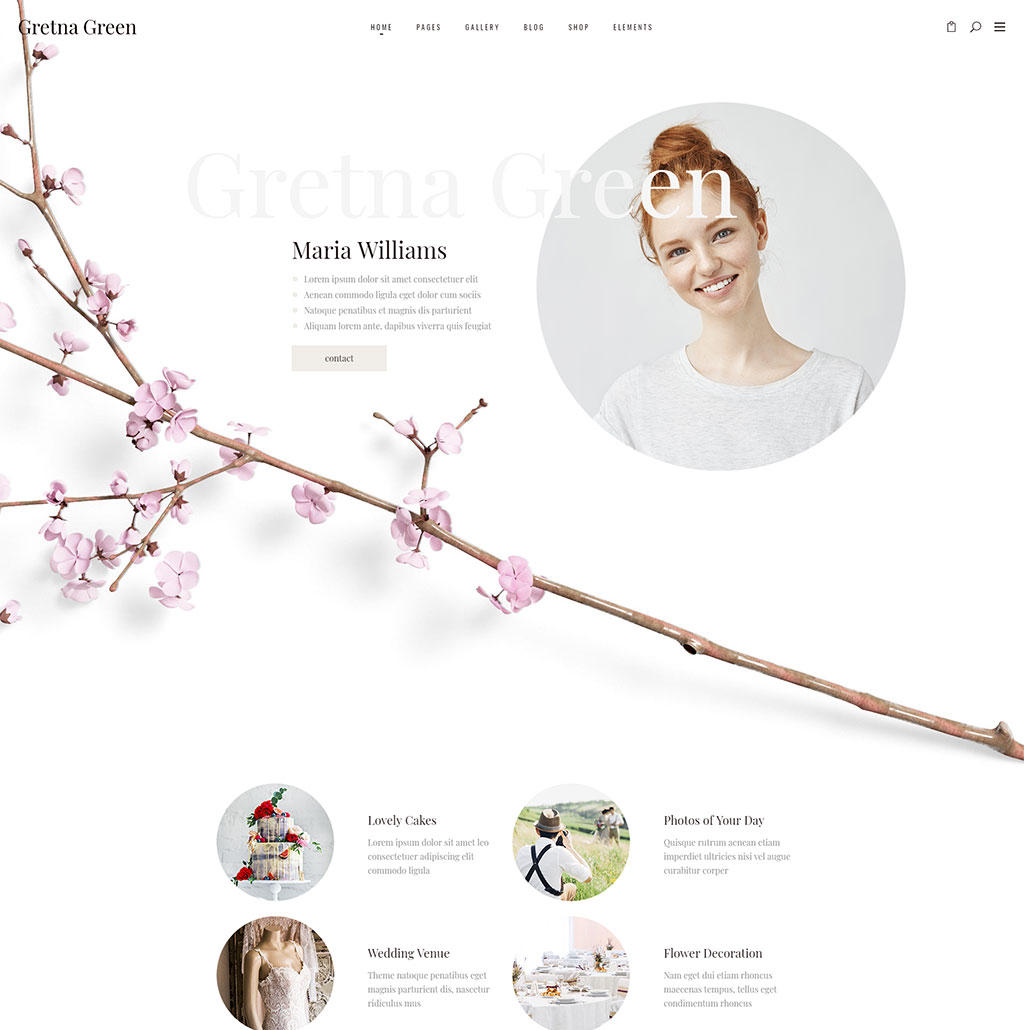 Gretna Green
HOME PAGES GALLERY BLOG SHOP ELEMENTS
Gretna Green
Maria Williams
Lorem ipsum dolor sit amet consectetuer elit
Aenean commodo ligula eget dolor cum sociis
Natoque penatibus et magnis dis parturient
Aliquam lorem ante, dapibus viverra quis feugiat
contact
Lovely Cakes
Lorem ipsum dolor sit amet leo
consectetuer adipiscing elit
commodo ligula
Photos of Your Day
Quisque rutrum aenean etiam
imperdiet ultricies nisi vel augue
curabitur corper
Wedding Venue
Theme natoque penatibus eget
magnis parturient dis, nascetur
ridiculus mus
Flower Decoration
Nam eget dui etiam rhoncus
maecenas tempus, tellus eget
condimentum rhoncus